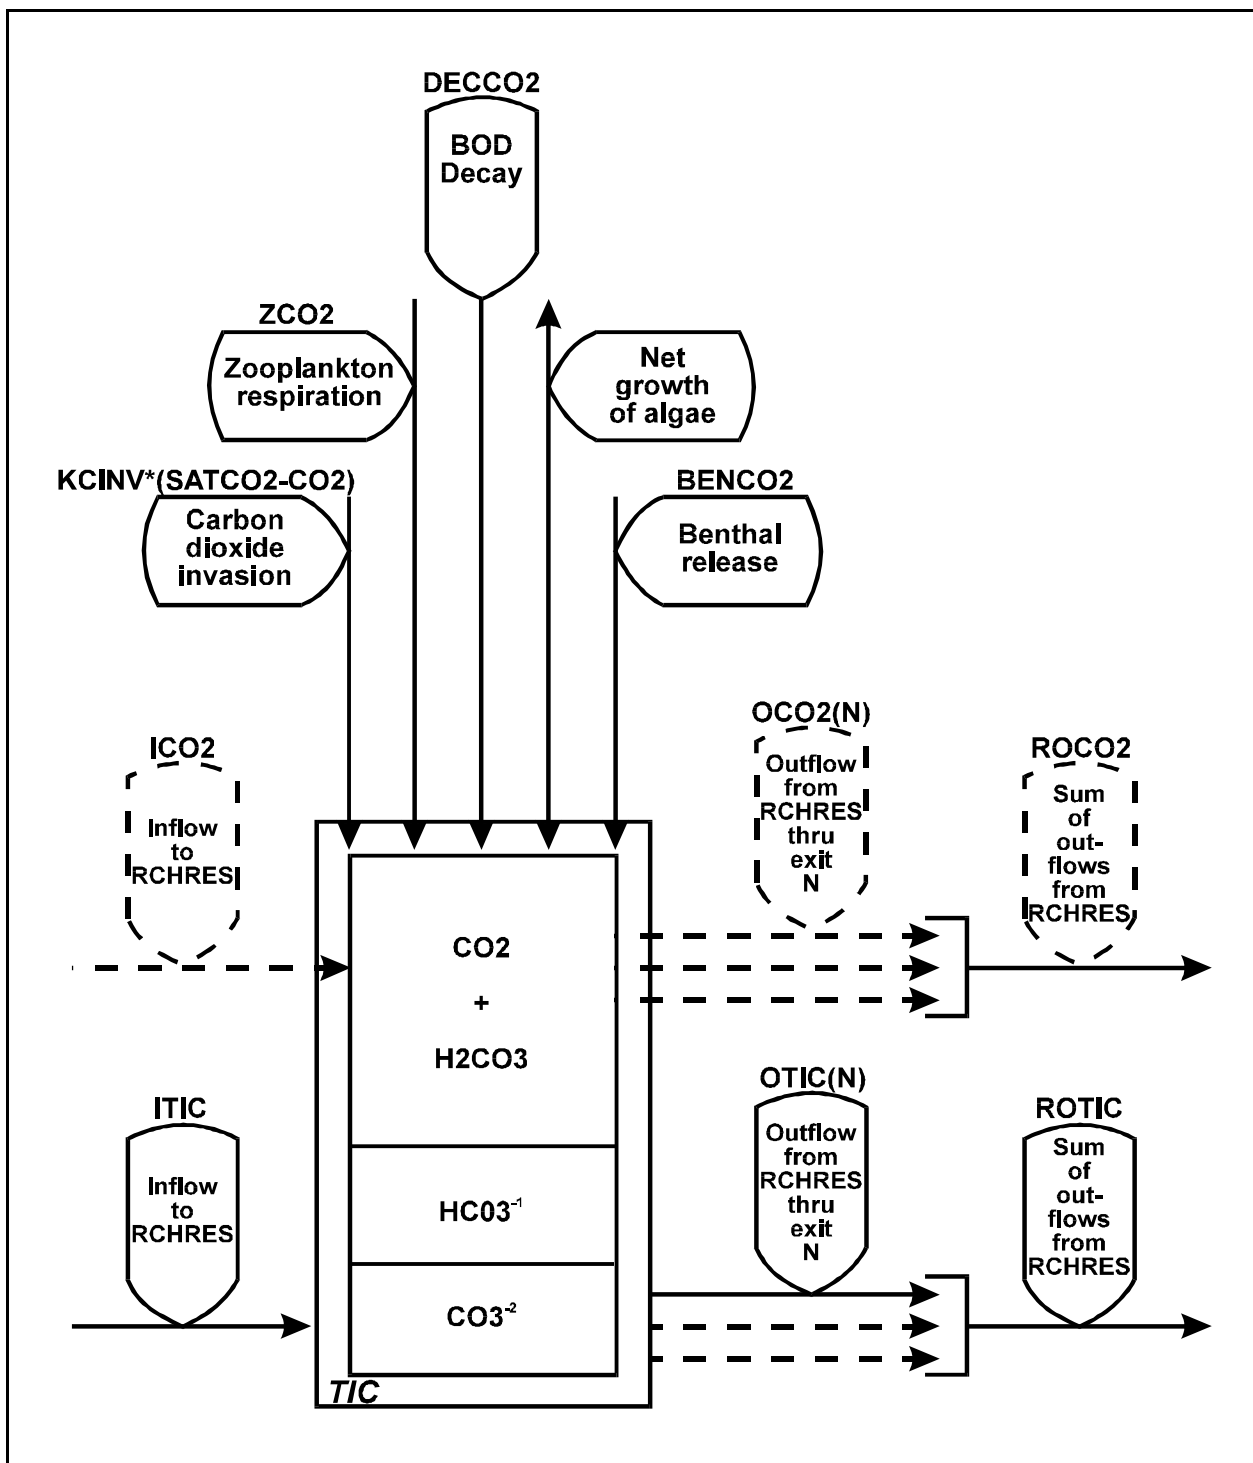 DECCO2
BOD
Decay
ZCO2
Zooplankton
respiration
Net
growth
of algae
KCINV*(SATCO2-CO2)
Carbon
dioxide
invasion
BENCO2
Benthal
release
ICO2
Inflow
to
RCHRES
OCO2(N)
Outflow
from
RCHRES
thru
exit
N
ROCO2
Sum
of
out-
flows
from
RCHRES
CO2
+
H2CO3
ITIC
Inflow
to
RCHRES
HC03⁻¹
CO3⁻²
TIC
OTIC(N)
Outflow
from
RCHRES
thru
exit
N
ROTIC
Sum
of
out-
flows
from
RCHRES